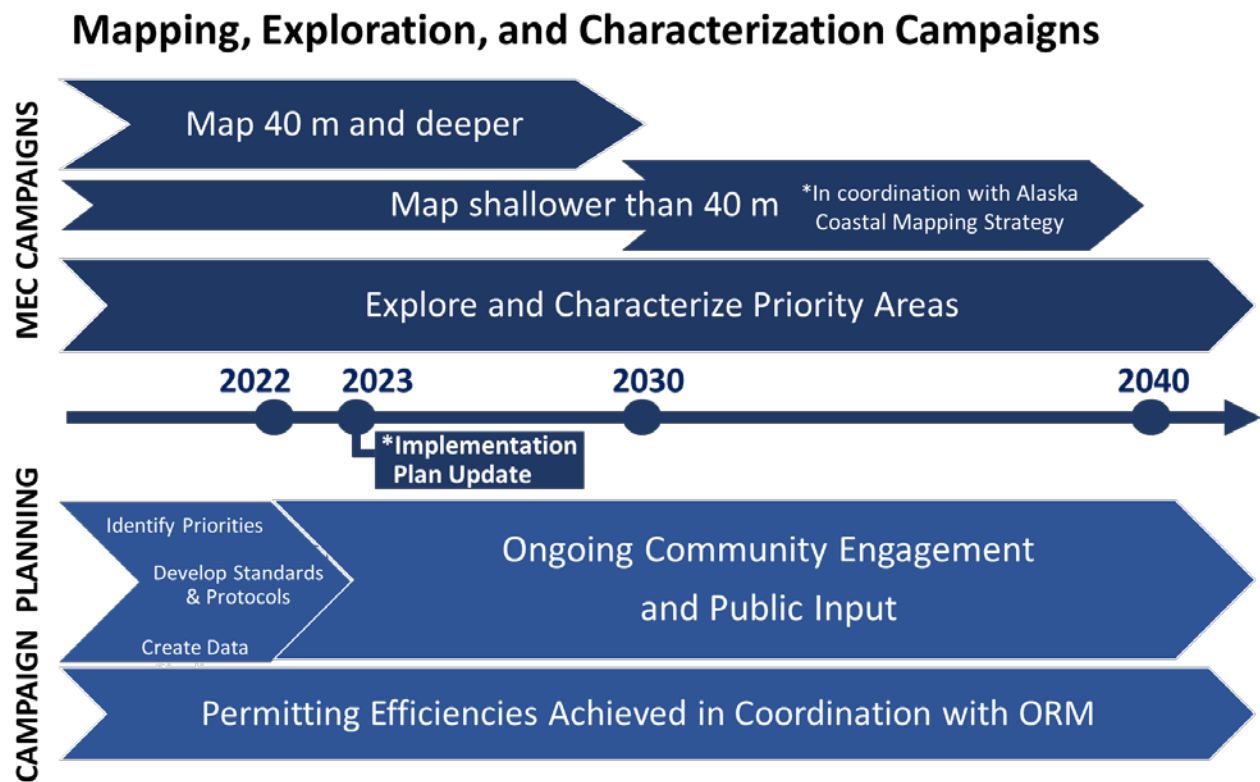 Mapping, Exploration, and Characterization Campaigns
MEC CAMPAIGNS
Map 40 m and deeper
Map shallower than 40 m
*In coordination with Alaska
Coastal Mapping Strategy
Explore and Characterize Priority Areas
2022
2023
2030
2040
*Implementation
Plan Update
CAMPAIGN PLANNING
Identify Priorities
Develop Standards
& Protocols
Create Data
Ongoing Community Engagement
and Public Input
Permitting Efficiencies Achieved in Coordination with ORM